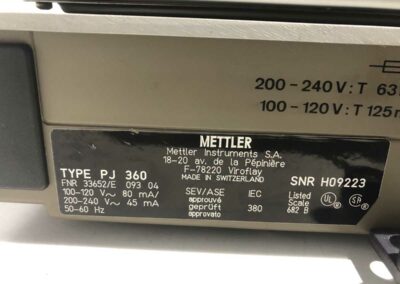 200-240V: T 63
100-120V: T 125m
METTLER
Mettler Instruments S.A.
18-20 av. de la Pépinière
F-78220 Viroflay
MADE IN SWITZERLAND
TYPE PJ 360
FNR 33652/E 093 04
100-120 V~ 80 mA/
200-240 V~ 45 mA
50-60 Hz
SEV/ASE
approuvé
geprüft
approvato
IEC
380
SNR H09223
Listed
Scale
682 B
UL